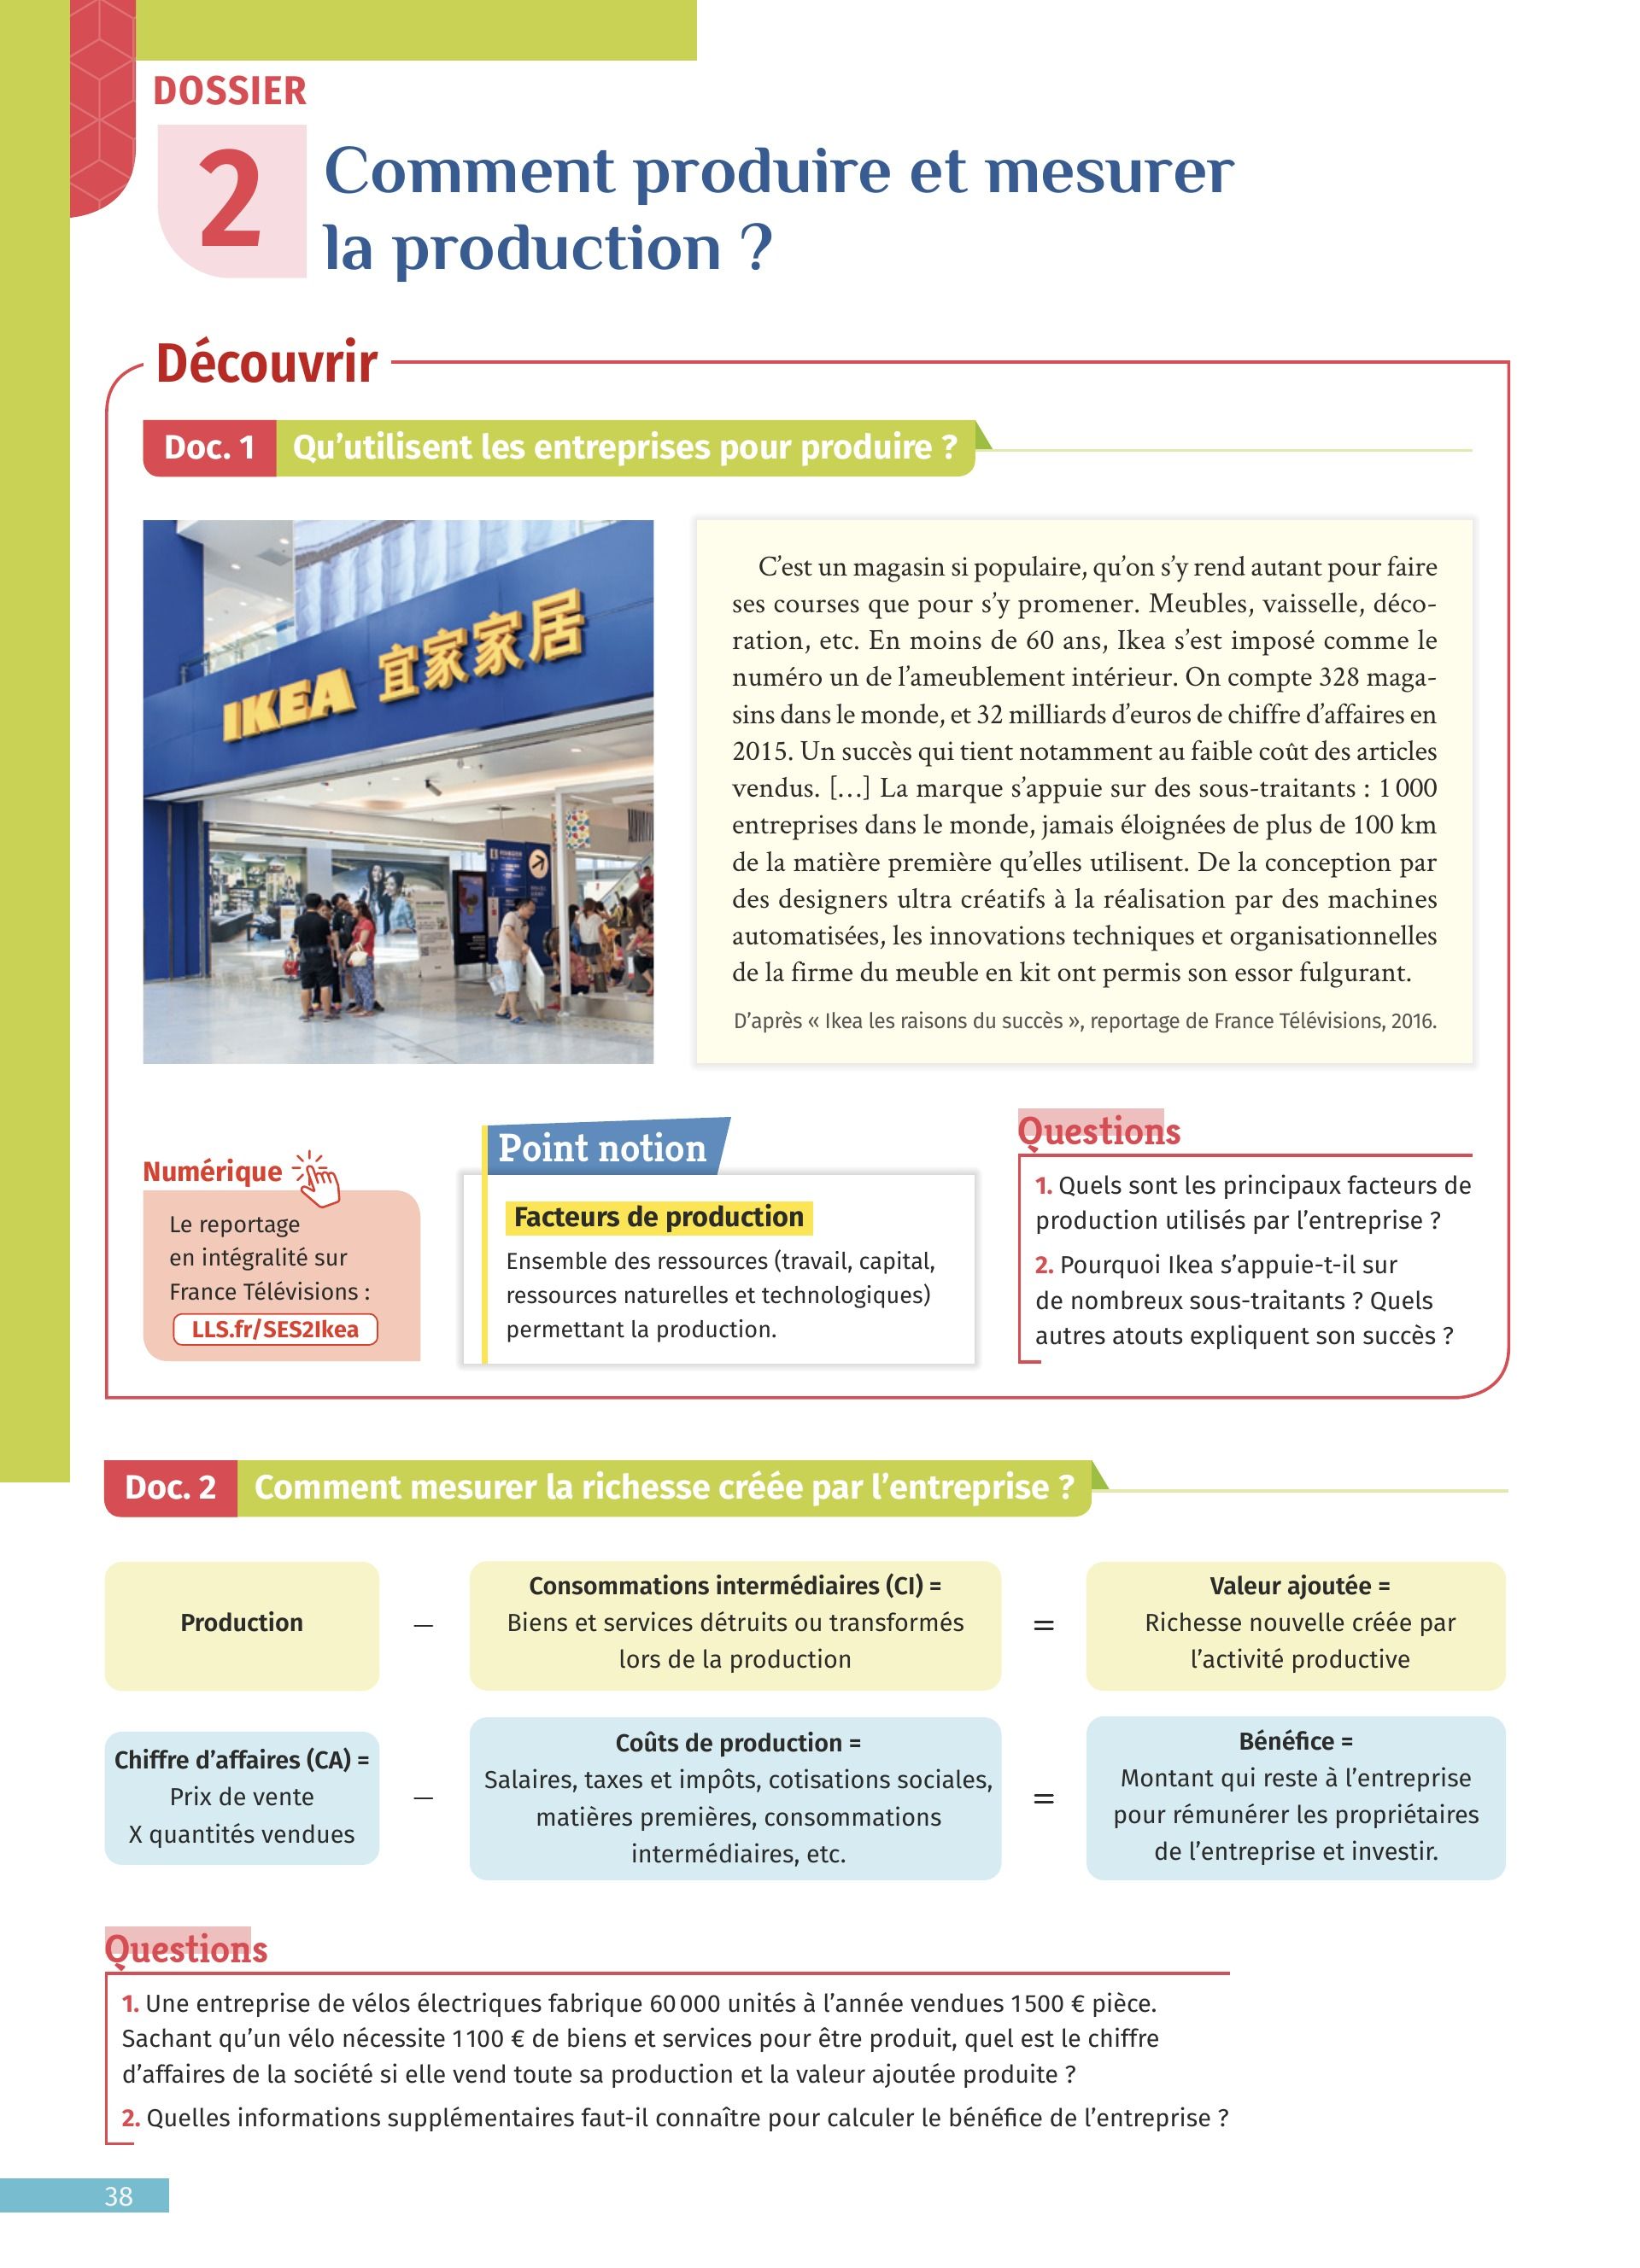 DOSSIER
2
Comment produire et mesurer
la production ?
Découvrir
Doc. 1 Qu’utilisent les entreprises pour produire ?
IKEA 宜家家居
C’est un magasin si populaire, qu’on s’y rend autant pour faire
ses courses que pour s’y promener. Meubles, vaisselle, déco-
ration, etc. En moins de 60 ans, Ikea s’est imposé comme le
numéro un de l’ameublement intérieur. On compte 328 maga-
sins dans le monde, et 32 milliards d’euros de chiffre d’affaires en
2015. Un succès qui tient notamment au faible coût des articles
vendus. […] La marque s’appuie sur des sous-traitants : 1 000
entreprises dans le monde, jamais éloignées de plus de 100 km
de la matière première qu’elles utilisent. De la conception par
des designers ultra créatifs à la réalisation par des machines
automatisées, les innovations techniques et organisationnelles
de la firme du meuble en kit ont permis son essor fulgurant.
D’après « Ikea les raisons du succès », reportage de France Télévisions, 2016.
Numérique
Le reportage
en intégralité sur
France Télévisions :
LLS.fr/SES2Ikea
Point notion
Facteurs de production
Ensemble des ressources (travail, capital,
ressources naturelles et technologiques)
permettant la production.
Questions
1. Quels sont les principaux facteurs de
production utilisés par l’entreprise ?
2. Pourquoi Ikea s’appuie-t-il sur
de nombreux sous-traitants ? Quels
autres atouts expliquent son succès ?
Doc. 2 Comment mesurer la richesse créée par l’entreprise ?
Production
–
Consommations intermédiaires (CI) =
Biens et services détruits ou transformés
lors de la production
=
Valeur ajoutée =
Richesse nouvelle créée par
l’activité productive
Chiffre d’affaires (CA) =
Prix de vente
X quantités vendues
–
Coûts de production =
Salaires, taxes et impôts, cotisations sociales,
matières premières, consommations
intermédiaires, etc.
=
Bénéfice =
Montant qui reste à l’entreprise
pour rémunérer les propriétaires
de l’entreprise et investir.
Questions
1. Une entreprise de vélos électriques fabrique 60 000 unités à l’année vendues 1 500 € pièce.
Sachant qu’un vélo nécessite 1 100 € de biens et services pour être produit, quel est le chiffre
d’affaires de la société si elle vend toute sa production et la valeur ajoutée produite ?
2. Quelles informations supplémentaires faut-il connaître pour calculer le bénéfice de l’entreprise ?
38